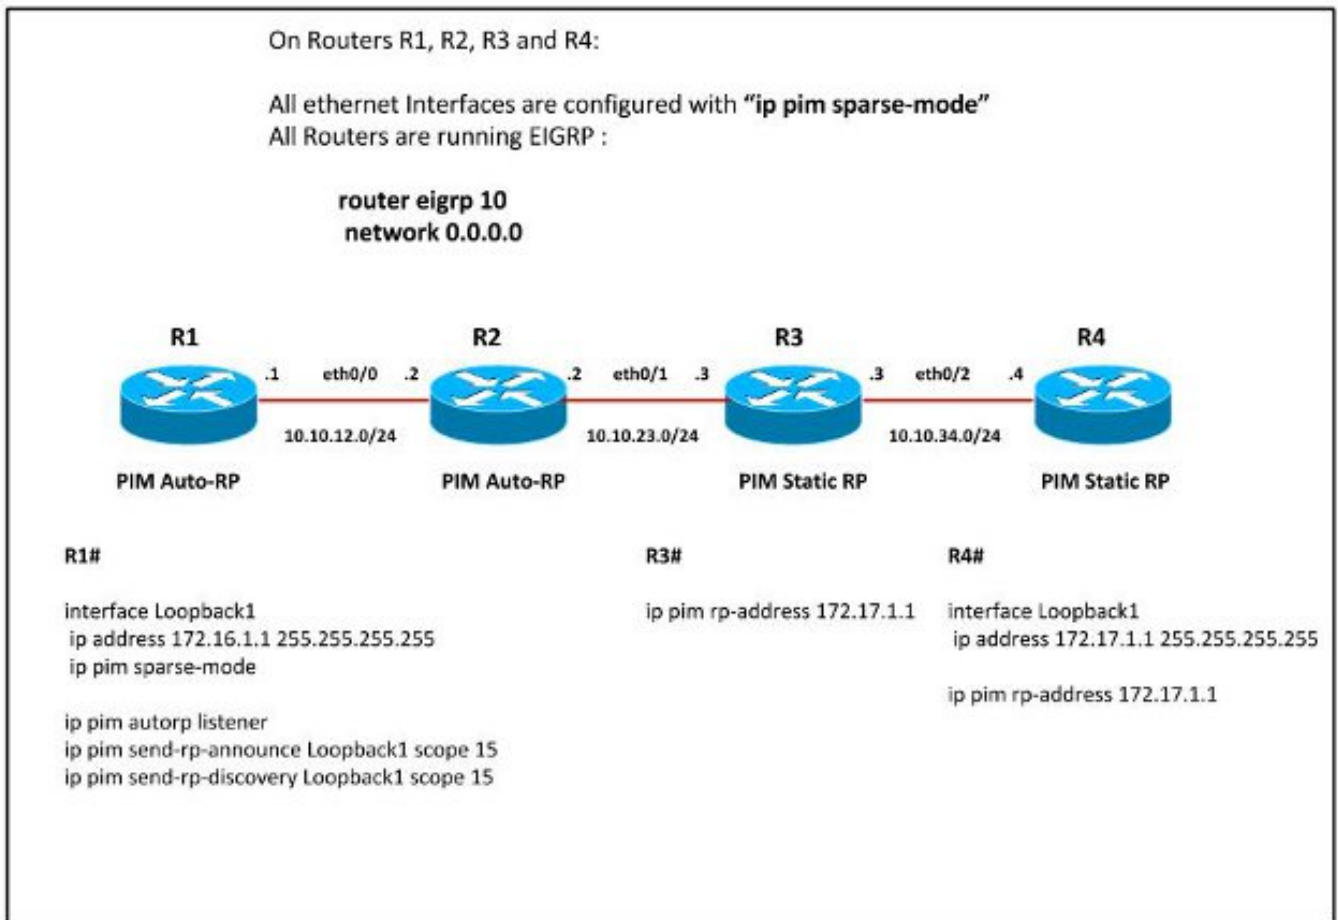 On Routers R1, R2, R3 and R4:
All ethernet Interfaces are configured with “ip pim sparse-mode”
All Routers are running EIGRP :
router eigrp 10
network 0.0.0.0
R1
R2
R3
R4
.1 eth0/0 .2
.2 eth0/1 .3
.3 eth0/2 .4
10.10.12.0/24
10.10.23.0/24
10.10.34.0/24
PIM Auto-RP
PIM Auto-RP
PIM Static RP
PIM Static RP
R1#
interface Loopback1
ip address 172.16.1.1 255.255.255.255
ip pim sparse-mode
ip pim autorp listener
ip pim send-rp-announce Loopback1 scope 15
ip pim send-rp-discovery Loopback1 scope 15
R3#
ip pim rp-address 172.17.1.1
R4#
interface Loopback1
ip address 172.17.1.1 255.255.255.255
ip pim rp-address 172.17.1.1